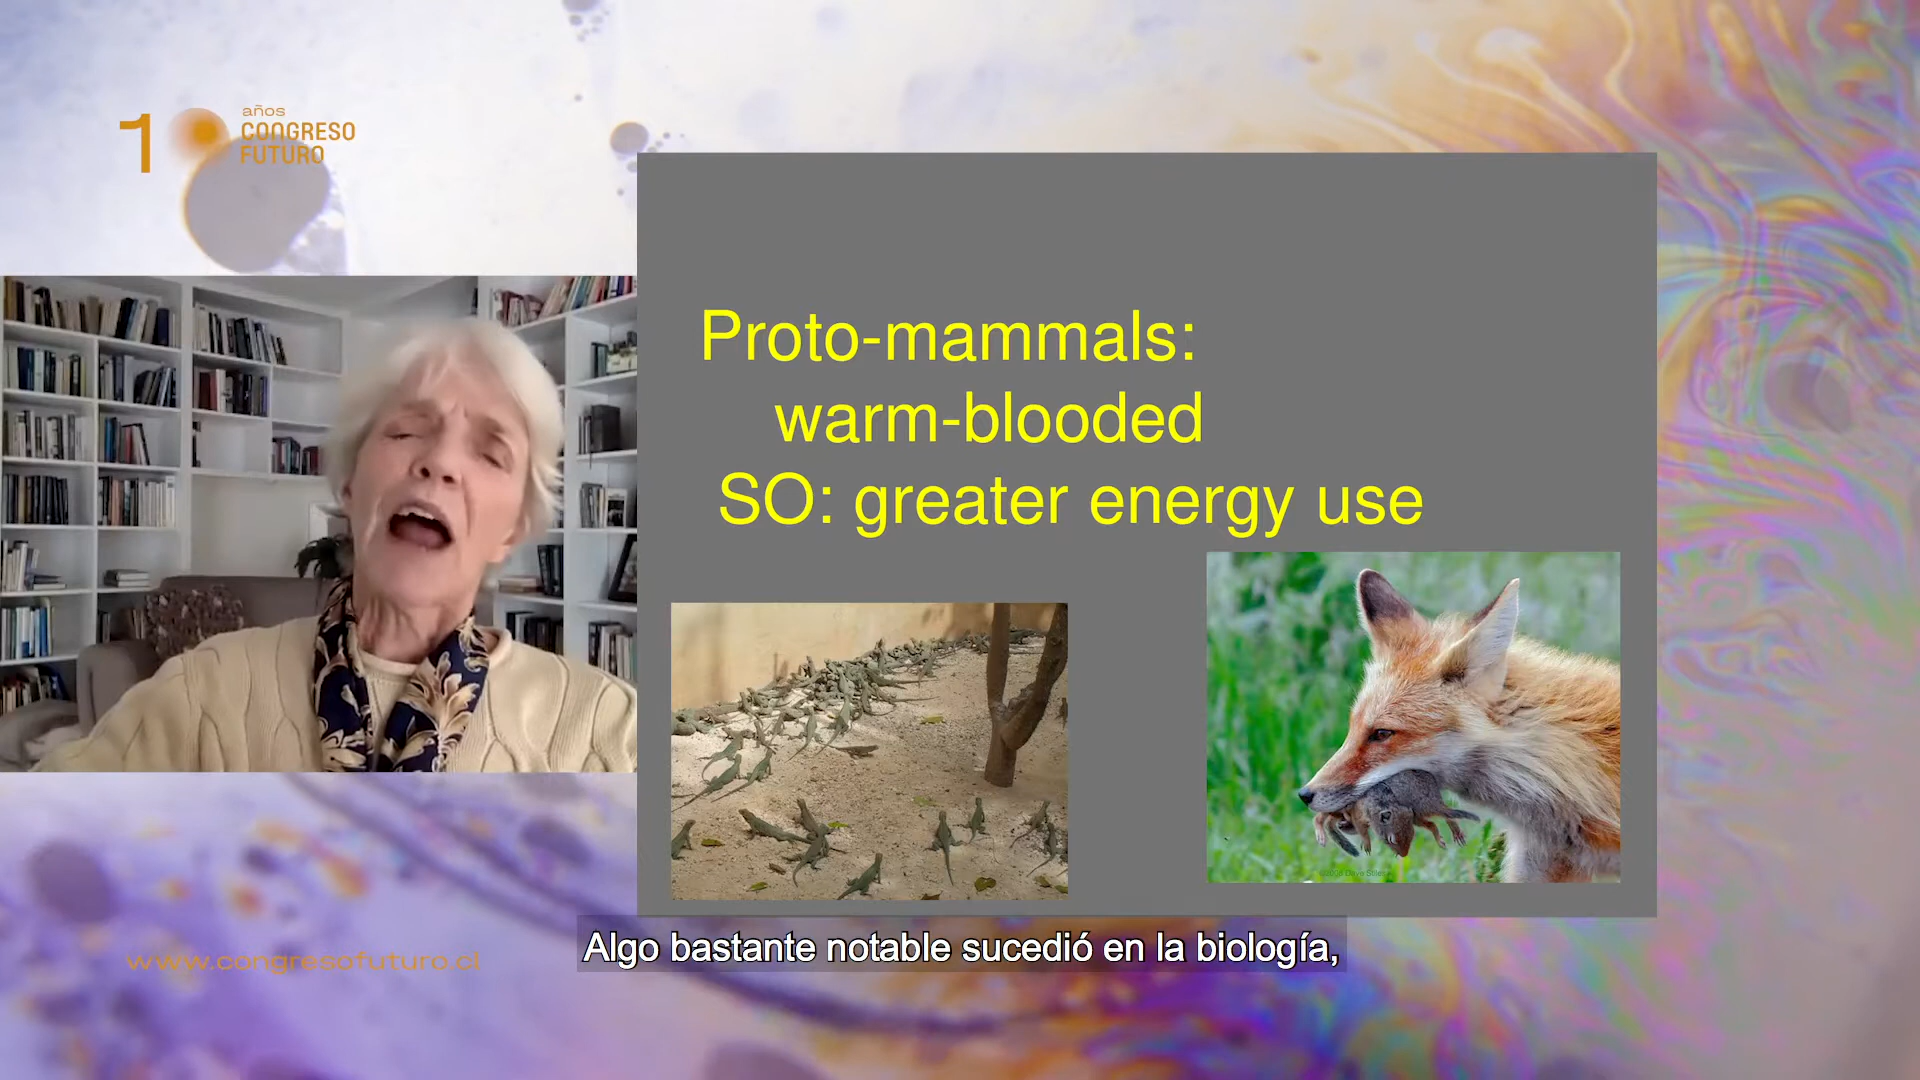 10 años
CONGRESO
FUTURO
Proto-mammals:
warm-blooded
SO: greater energy use
Algo bastante notable sucedió en la biología,
www.congresofuturo.cl